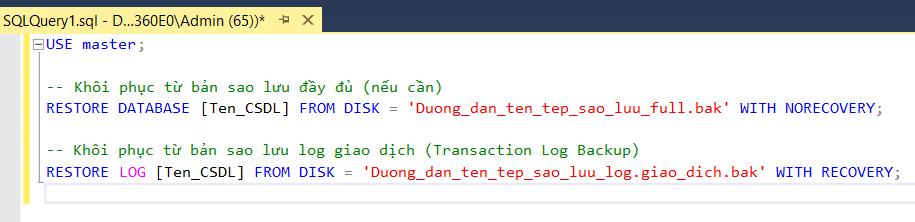 SQLQuery1.sql - D...360E0\Admin (65))*
USE master;
-- Khôi phục từ bản sao lưu đầy đủ (nếu cần)
RESTORE DATABASE [Ten_CSDL] FROM DISK = 'Duong_dan_ten_tep_sao_luu_full.bak' WITH NORECOVERY;
-- Khôi phục từ bản sao lưu log giao dịch (Transaction Log Backup)
RESTORE LOG [Ten_CSDL] FROM DISK = 'Duong_dan_ten_tep_sao_luu_log.giao_dich.bak' WITH RECOVERY;